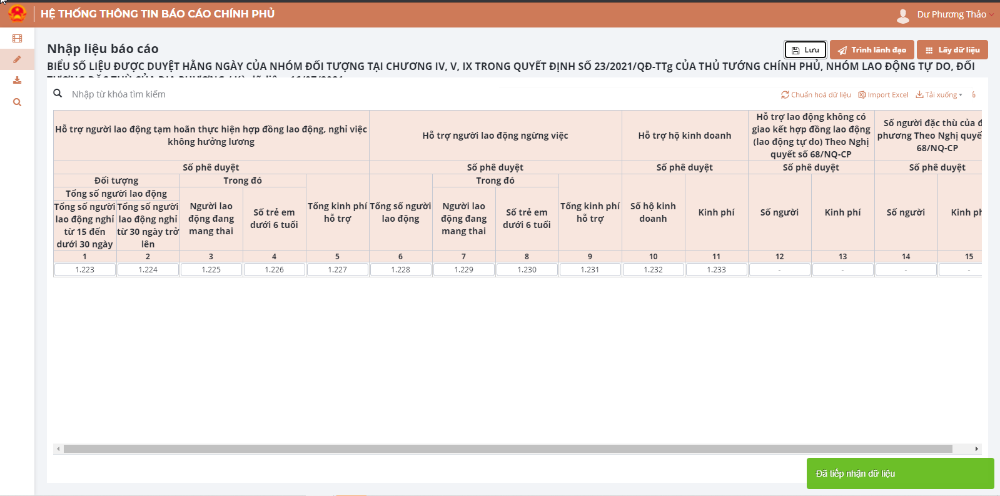 HỆ THỐNG THÔNG TIN BÁO CÁO CHÍNH PHỦ
Dư Phương Thảo
Nhập liệu báo cáo
Lưu
Trình lãnh đạo
Lấy dữ liệu
BIỂU SỐ LIỆU ĐƯỢC DUYỆT HẰNG NGÀY CỦA NHÓM ĐỐI TƯỢNG TẠI CHƯƠNG IV, V, IX TRONG QUYẾT ĐỊNH SỐ 23/2021/QĐ-TTg CỦA THỦ TƯỚNG CHÍNH PHỦ, NHÓM LAO ĐỘNG TỰ DO, ĐỐI
TƯỢNG ĐẶC THÙ CỦA ĐỊA PHƯƠNG / Kỳ dữ liệu
Nhập từ khóa tìm kiếm
Chuẩn hoá dữ liệu
Import Excel
Tải xuống
Hỗ trợ người lao động tạm hoãn thực hiện hợp đồng lao động, nghỉ việc
không hưởng lương
Hỗ trợ người lao động ngừng việc
Hỗ trợ hộ kinh doanh
Hỗ trợ lao động không có
giao kết hợp đồng lao động
(lao động tự do) Theo Nghị
quyết số 68/NQ-CP
Số người đặc thù của đ
phương Theo Nghị quyế
68/NQ-CP
Số phê duyệt
Số phê duyệt
Số phê duyệt
Số phê duyệt
Số phê duyệt
Đối tượng
Trong đó
Trong đó
Tổng số người lao động
Tổng số người
lao động nghỉ
từ 15 đến
dưới 30 ngày
Tổng số người
lao động nghỉ
từ 30 ngày trở
lên
Người lao
động đang
mang thai
Số trẻ em
dưới 6 tuổi
Tổng kinh phí
hỗ trợ
Tổng số người
lao động
Người lao
động đang
mang thai
Số trẻ em
dưới 6 tuổi
Tổng kinh phí
hỗ trợ
Số hộ kinh
doanh
Kinh phí
Số người
Kinh phí
Số người
Kinh ph
1 2 3 4 5 6 7 8 9 10 11 12 13 14 15
1.223 1.224 1.225 1.226 1.227 1.228 1.229 1.230 1.231 1.232 1.233 - - - -
Đã tiếp nhận dữ liệu